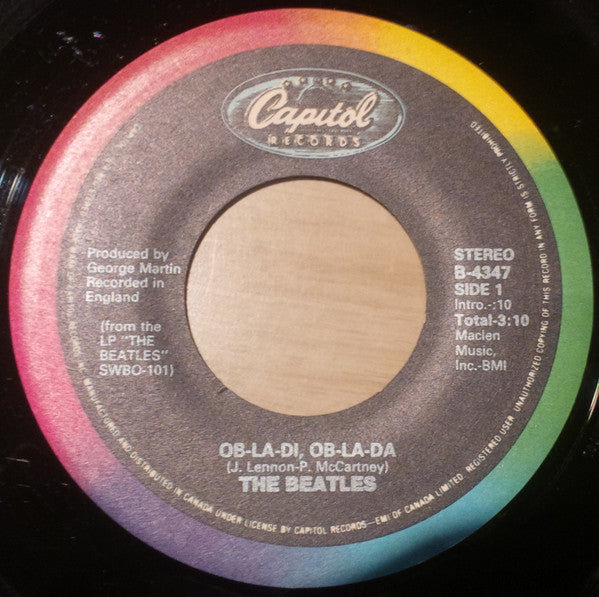 Capitol
RECORDS
Produced by
George Martin
Recorded in
England
(from the
LP "THE
BEATLES"
SWBO-101)
STEREO
B-4347
SIDE 1
Intro.-:10
Total-3:10
Maclen
Music,
Inc.-BMI
OB-LA-DI, OB-LA-DA
(J. Lennon-P. McCartney)
THE BEATLES
MANUFACTURED AND DISTRIBUTED IN CANADA UNDER LICENSE BY CAPITOL RECORDS—EMI OF CANADA LIMITED. REGISTERED USER. UNAUTHORIZED COPYING OF THIS RECORD IN ANY FORM IS STRICTLY PROHIBITED